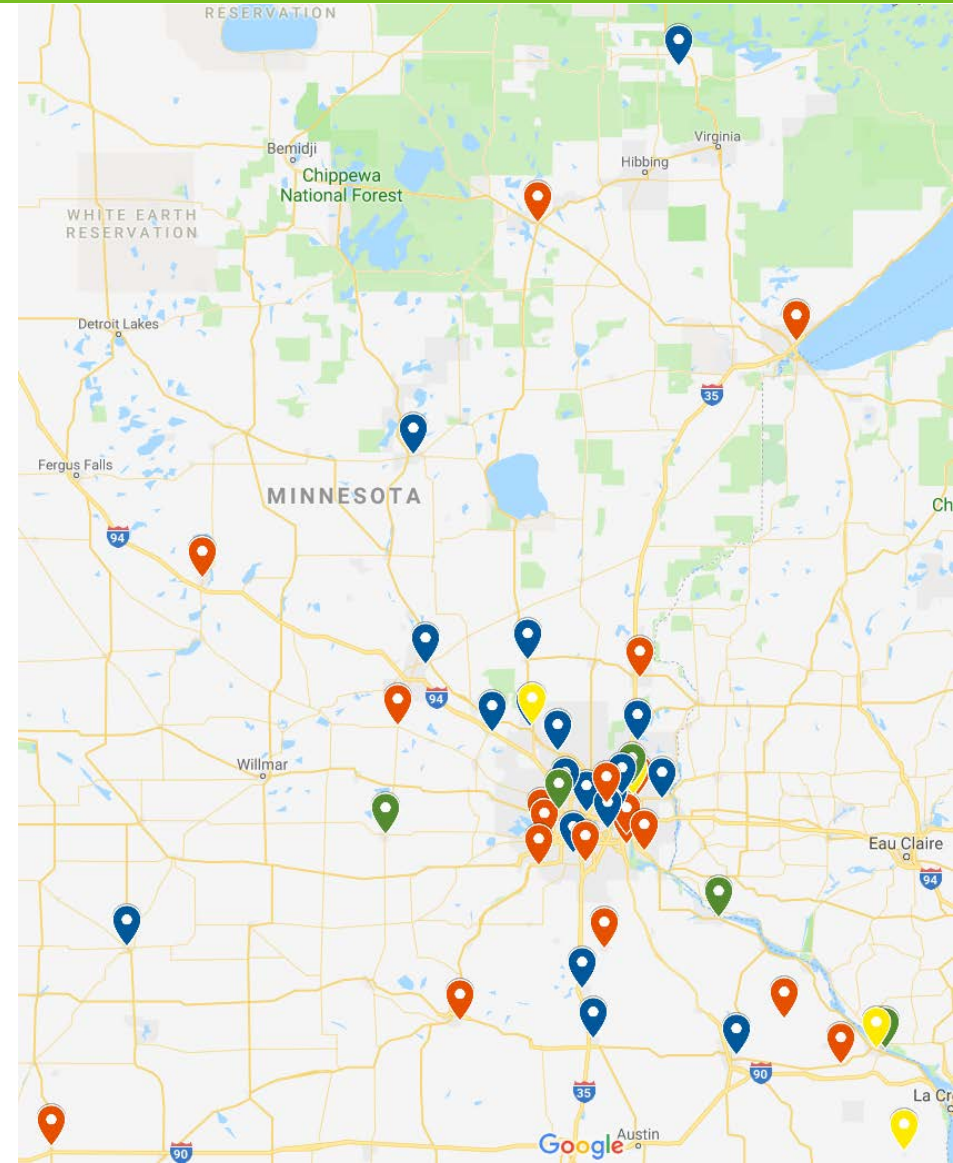 RESERVATION
Virginia
Bemidji
Hibbing
Chippewa
National Forest
WHITE EARTH
RESERVATION
Detroit Lakes
35
Fergus Falls
MINNESOTA
Ch
94
94
Willmar
Eau Claire
94
90
35
La Cr
Austin
Google
90